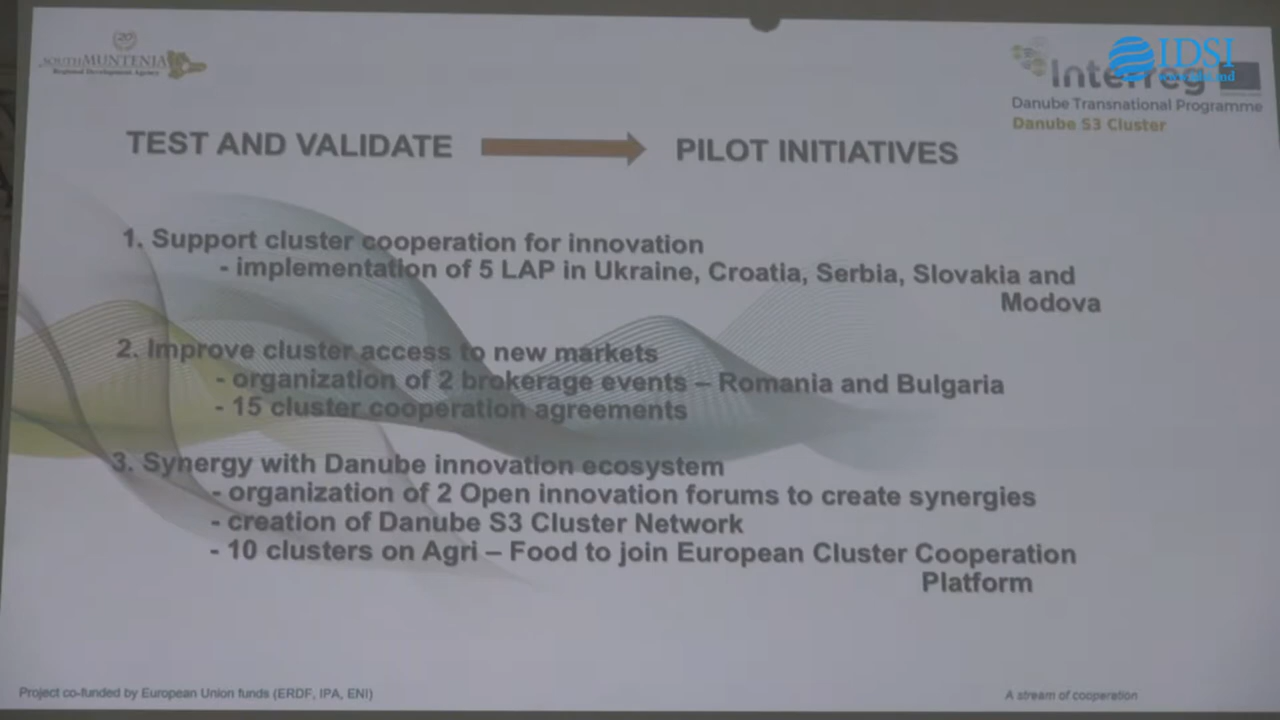 20
SOUTH MUNTENIA
Regional Development Agency
IDSI
www.idsi.md
Interreg
Danube Transnational Programme
Danube S3 Cluster
TEST AND VALIDATE
PILOT INITIATIVES
1. Support cluster cooperation for innovation
- implementation of 5 LAP in Ukraine, Croatia, Serbia, Slovakia and
Modova
2. Improve cluster access to new markets
- organization of 2 brokerage events – Romania and Bulgaria
- 15 cluster cooperation agreements
3. Synergy with Danube innovation ecosystem
- organization of 2 Open innovation forums to create synergies
- creation of Danube S3 Cluster Network
- 10 clusters on Agri – Food to join European Cluster Cooperation
Platform
Project co-funded by European Union funds (ERDF, IPA, ENI)
A stream of cooperation